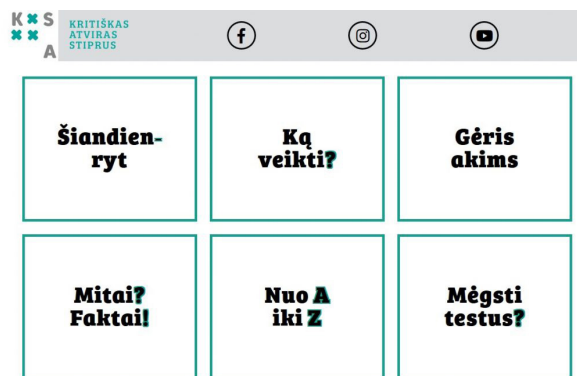 K S
A
KRITIŠKAS
ATVIRAS
STIPRUS
Šiandien-
ryt
Ką
veikti?
Gėris
akims
Mitai?
Faktai!
Nuo A
iki Z
Mėgsti
testus?